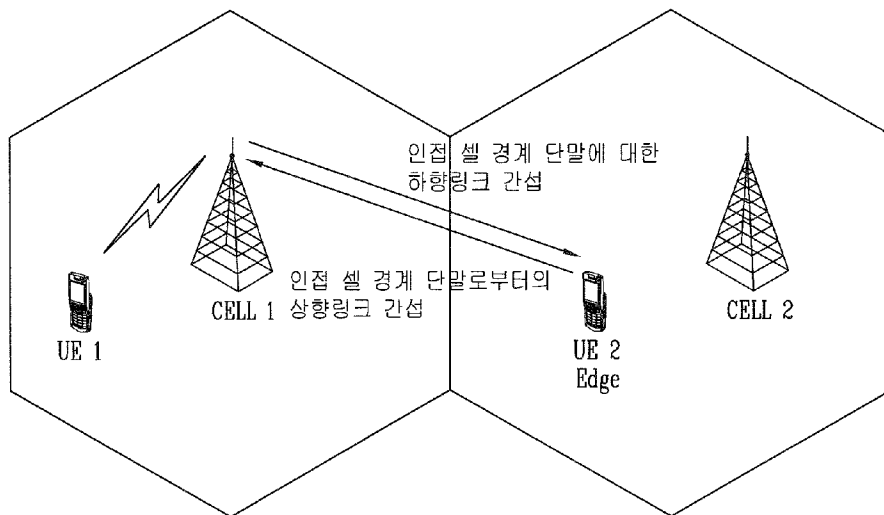 인접 셀 경계 단말에 대한
하향링크 간섭
인접 셀 경계 단말로부터의
상향링크 간섭
CELL 1
CELL 2
UE 1
UE 2
Edge